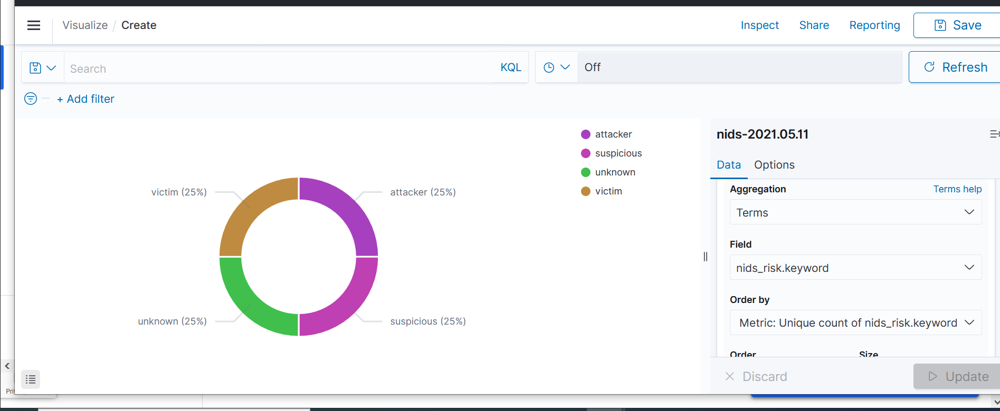 Visualize / Create
Inspect
Share
Reporting
Save
Search
KQL
Off
Refresh
+ Add filter
attacker
suspicious
unknown
victim
victim (25%)
attacker (25%)
unknown (25%)
suspicious (25%)
nids-2021.05.11
Data
Options
Aggregation
Terms help
Terms
Field
nids_risk.keyword
Order by
Metric: Unique count of nids_risk.keyword
Order
Size
Discard
Update